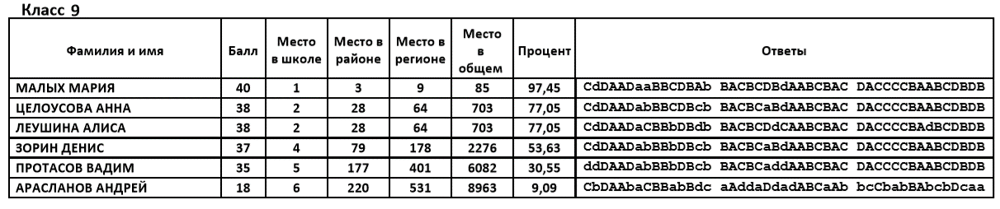 Класс 9
Фамилия и имя Балл Место в школе Место в районе Место в регионе Место в общем Процент Ответы
МАЛЫХ МАРИЯ 40 1 3 9 85 97,45 CdDAADaaBBCDBAb BACBCDBdAABCBAC DACCCCBAABCDBDB
ЦЕЛОУСОВА АННА 38 2 28 64 703 77,05 CdDAADabBBCDBcb BACBCaBdAABCBAC DACCCCBAABCDBDB
ЛЕУШИНА АЛИСА 38 2 28 64 703 77,05 CdDAADaCBBbDBdb BACBCDdCAABCBAC DACCCCBAdBCDBDB
ЗОРИН ДЕНИС 37 4 79 178 2276 53,63 CdDAADabBBbDBcb BACBCaBdAABCBAC DACCCCBAABCDBDB
ПРОТАСОВ ВАДИМ 35 5 177 401 6082 30,55 ddDAADabBBbDBcb BACBCaddAABCBAC DACCCCBAABCDBDB
АРАСЛАНОВ АНДРЕЙ 18 6 220 531 8963 9,09 CbDAAbaCBBabBdc aAddaDdadABCaAb bcCbabBAbcbDcaa